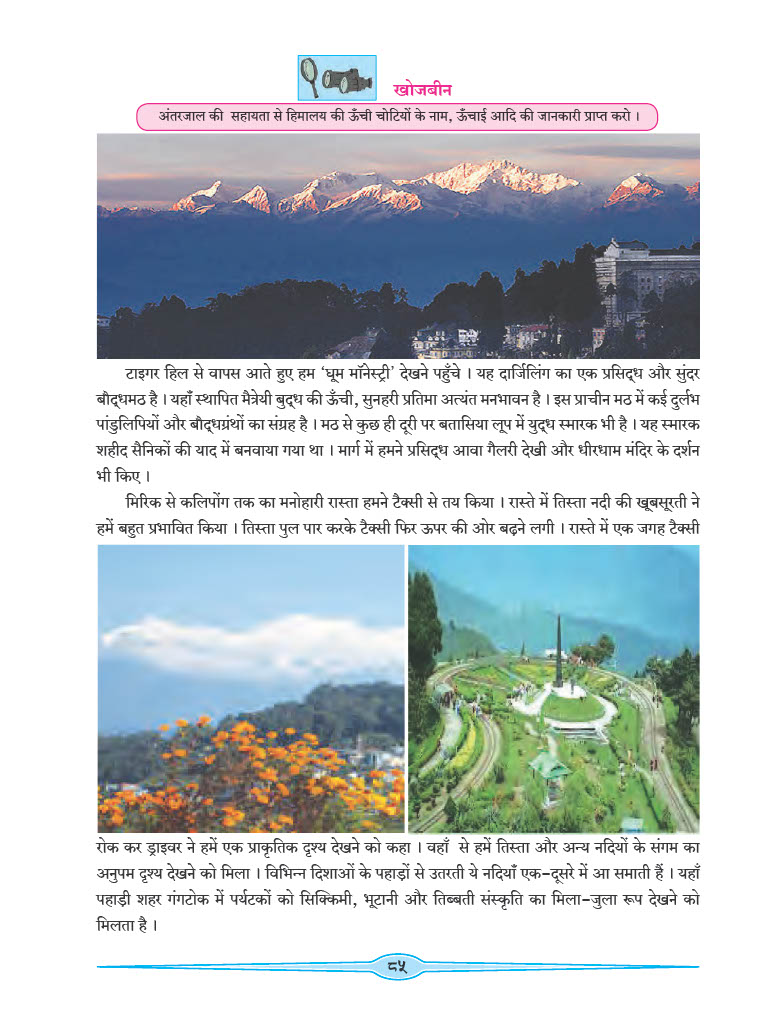 खोजबीन
अंतरजाल की सहायता से हिमालय की ऊँची चोटियों के नाम, ऊँचाई आदि की जानकारी प्राप्त करो ।
टाइगर हिल से वापस आते हुए हम ‘घूम मॉनेस्ट्री’ देखने पहुँचे । यह दार्जिलिंग का एक प्रसिद्ध और सुंदर
बौद्धमठ है । यहाँ स्थापित मैत्रेयी बुद्ध की ऊँची, सुनहरी प्रतिमा अत्यंत मनभावन है । इस प्राचीन मठ में कई दुर्लभ
पांडुलिपियों और बौद्धग्रंथों का संग्रह है । मठ से कुछ ही दूरी पर बतासिया लूप में युद्ध स्मारक भी है । यह स्मारक
शहीद सैनिकों की याद में बनवाया गया था । मार्ग में हमने प्रसिद्ध आवा गैलरी देखी और धीरधाम मंदिर के दर्शन
भी किए ।
मिरिक से कलिपोंग तक का मनोहारी रास्ता हमने टैक्सी से तय किया । रास्ते में तिस्ता नदी की खूबसूरती ने
हमें बहुत प्रभावित किया । तिस्ता पुल पार करके टैक्सी फिर ऊपर की ओर बढ़ने लगी । रास्ते में एक जगह टैक्सी
रोक कर ड्राइवर ने हमें एक प्राकृतिक दृश्य देखने को कहा । वहाँ से हमें तिस्ता और अन्य नदियों के संगम का
अनुपम दृश्य देखने को मिला । विभिन्न दिशाओं के पहाड़ों से उतरती ये नदियाँ एक-दूसरे में आ समाती हैं । यहाँ
पहाड़ी शहर गंगटोक में पर्यटकों को सिक्किमी, भूटानी और तिब्बती संस्कृति का मिला-जुला रूप देखने को
मिलता है ।
८५